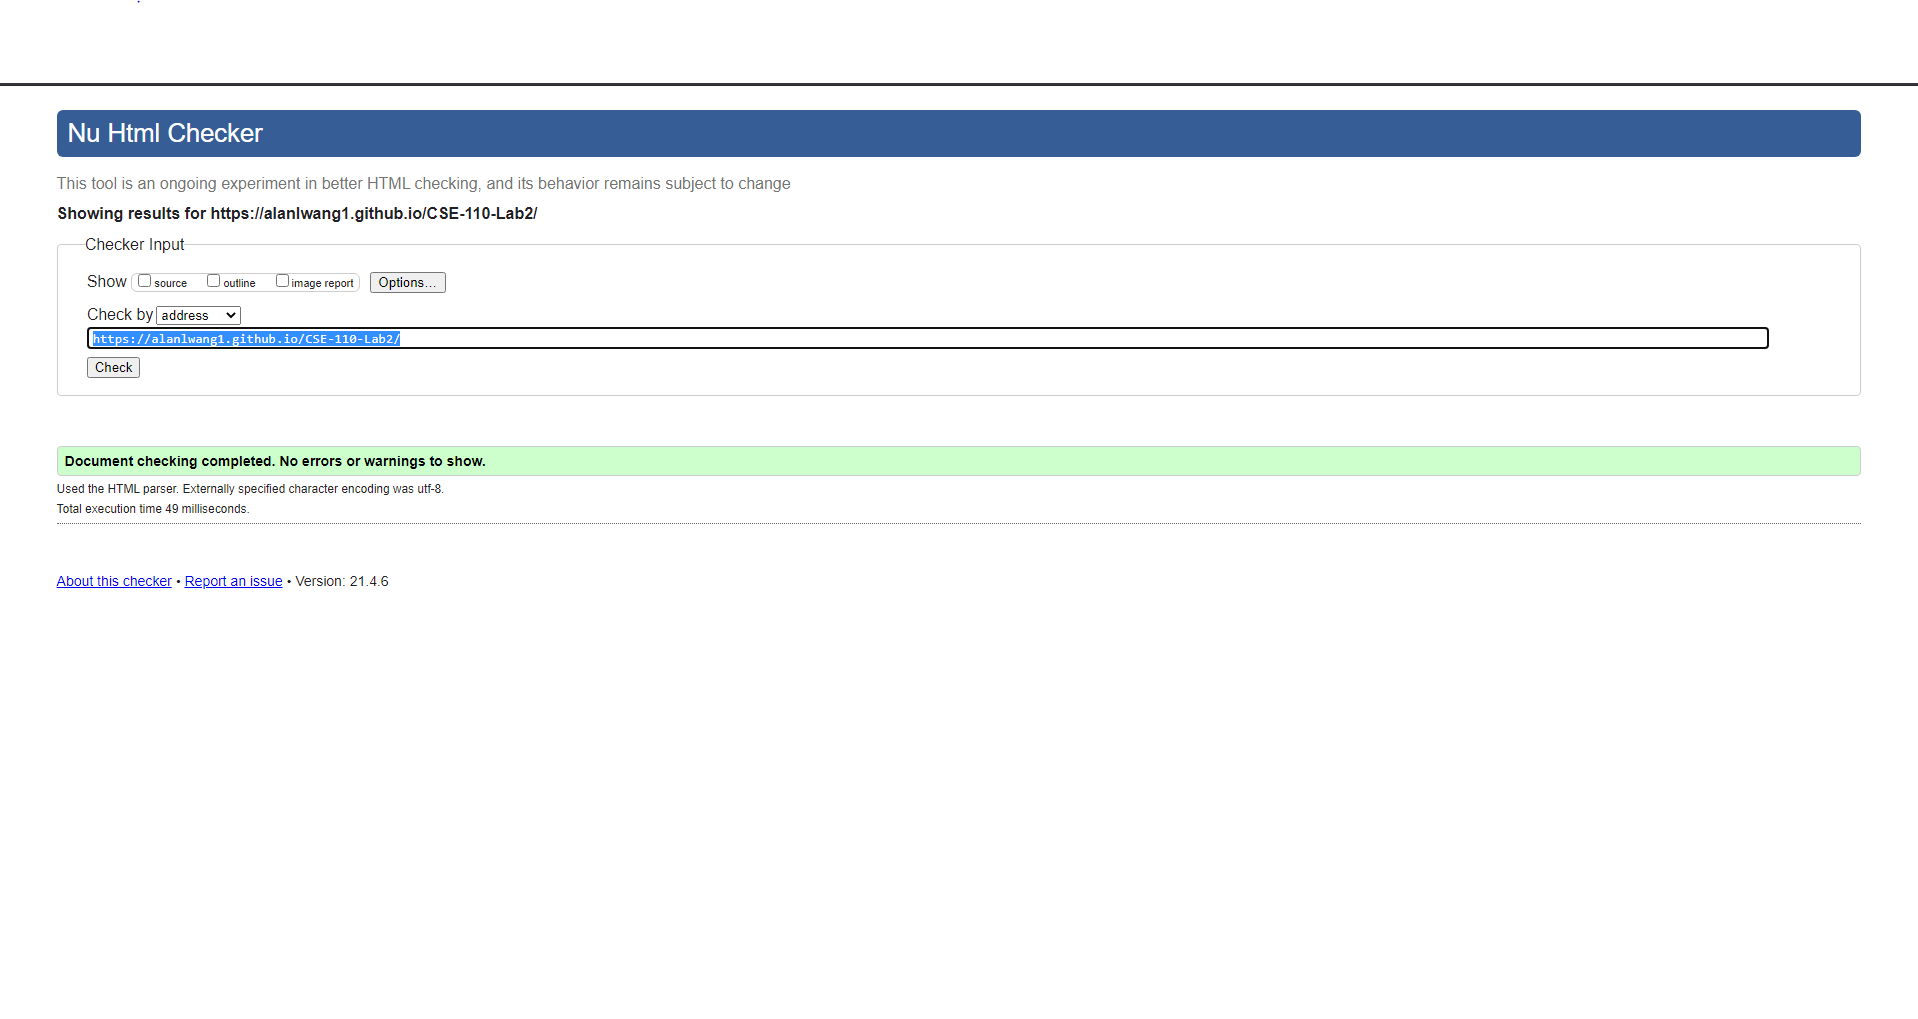 Nu Html Checker
This tool is an ongoing experiment in better HTML checking, and its behavior remains subject to change
Showing results for https://alanlwang1.github.io/CSE-110-Lab2/
Checker Input
Show source outline image report Options...
Check by address
https://alanlwang1.github.io/CSE-110-Lab2/
Check
Document checking completed. No errors or warnings to show.
Used the HTML parser. Externally specified character encoding was utf-8.
Total execution time 49 milliseconds.
About this checker • Report an issue • Version: 21.4.6